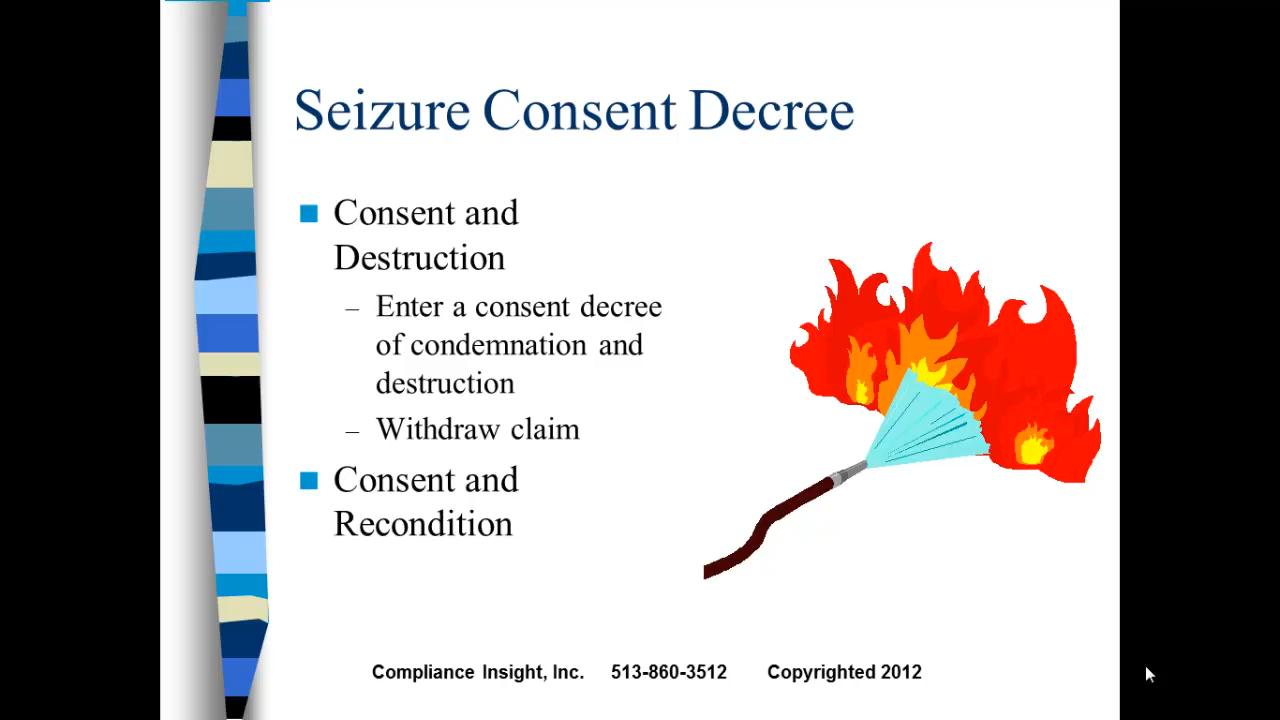 Seizure Consent Decree
■ Consent and
Destruction
– Enter a consent decree
of condemnation and
destruction
– Withdraw claim
■ Consent and
Recondition
Compliance Insight, Inc. 513-860-3512 Copyrighted 2012